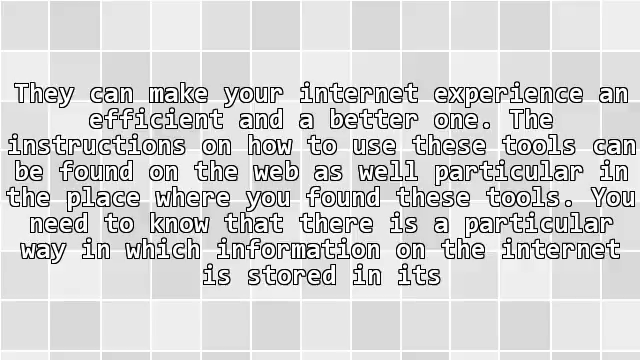 They can make your internet experience an
efficient and a better one. The
instructions on how to use these tools can
be found on the web as well particular in
the place where you found these tools. You
need to know that there is a particular
way in which information on the internet
is stored in its